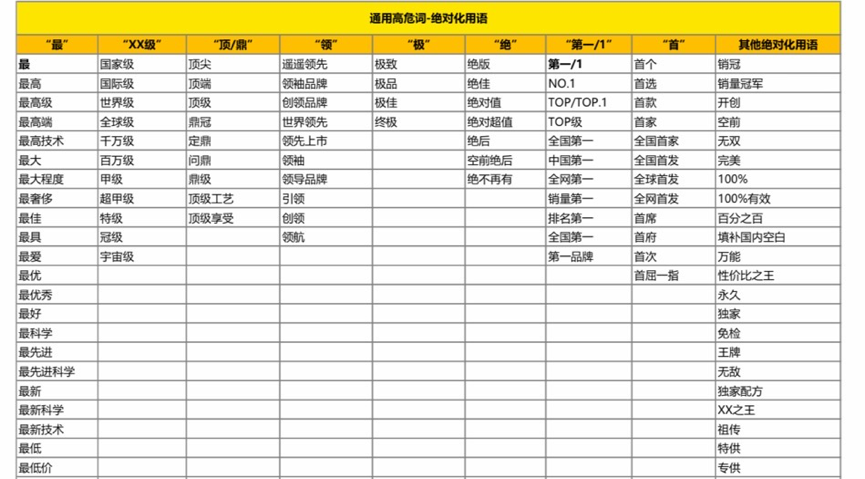 通用高危词-绝对化用语
“最” “XX级” “顶/鼎” “领” “极” “绝” “第一/1” “首” 其他绝对化用语
最 国家级 顶尖 遥遥领先 极致 绝版 第一/1 首个 销冠
最高 国际级 顶端 领袖品牌 极品 绝佳 NO.1 首选 销量冠军
最高级 世界级 顶级 创领品牌 极佳 绝对值 TOP/TOP.1 首款 开创
最高端 全球级 鼎冠 世界领先 终极 绝对超值 TOP级 首家 空前
最高技术 千万级 定鼎 领先上市 绝后 全国第一 全国首家 无双
最大 百万级 问鼎 领袖 空前绝后 中国第一 全国首发 完美
最大程度 甲级 鼎级 领导品牌 绝不再有 全网第一 全球首发 100%
最奢侈 超甲级 顶级工艺 引领 销量第一 全网首发 100%有效
最佳 特级 顶级享受 创领 排名第一 首席 百分之百
最具 冠级 领航 全国第一 首府 填补国内空白
最爱 宇宙级 第一品牌 首次 万能
最优 首屈一指 性价比之王
最优秀 永久
最好 独家
最科学 免检
最先进 王牌
最先进科学 无敌
最新 独家配方
最新科学 XX之王
最新技术 祖传
最低 特供
最低价 专供